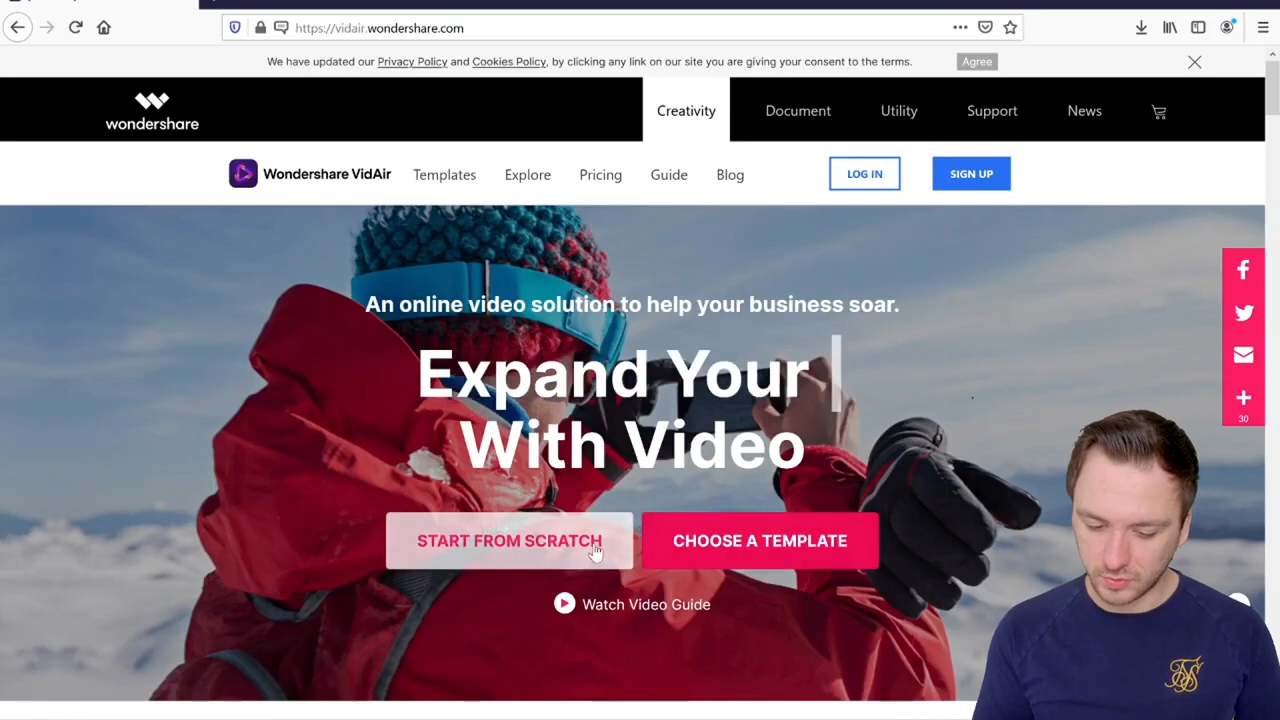 https://vidair.wondershare.com
We have updated our Privacy Policy and Cookies Policy, by clicking any link on our site you are giving your consent to the terms.
Agree
wondershare
Creativity
Document
Utility
Support
News
Wondershare VidAir
Templates
Explore
Pricing
Guide
Blog
LOG IN
SIGN UP
An online video solution to help your business soar.
Expand Your
With Video
START FROM SCRATCH
CHOOSE A TEMPLATE
Watch Video Guide
30